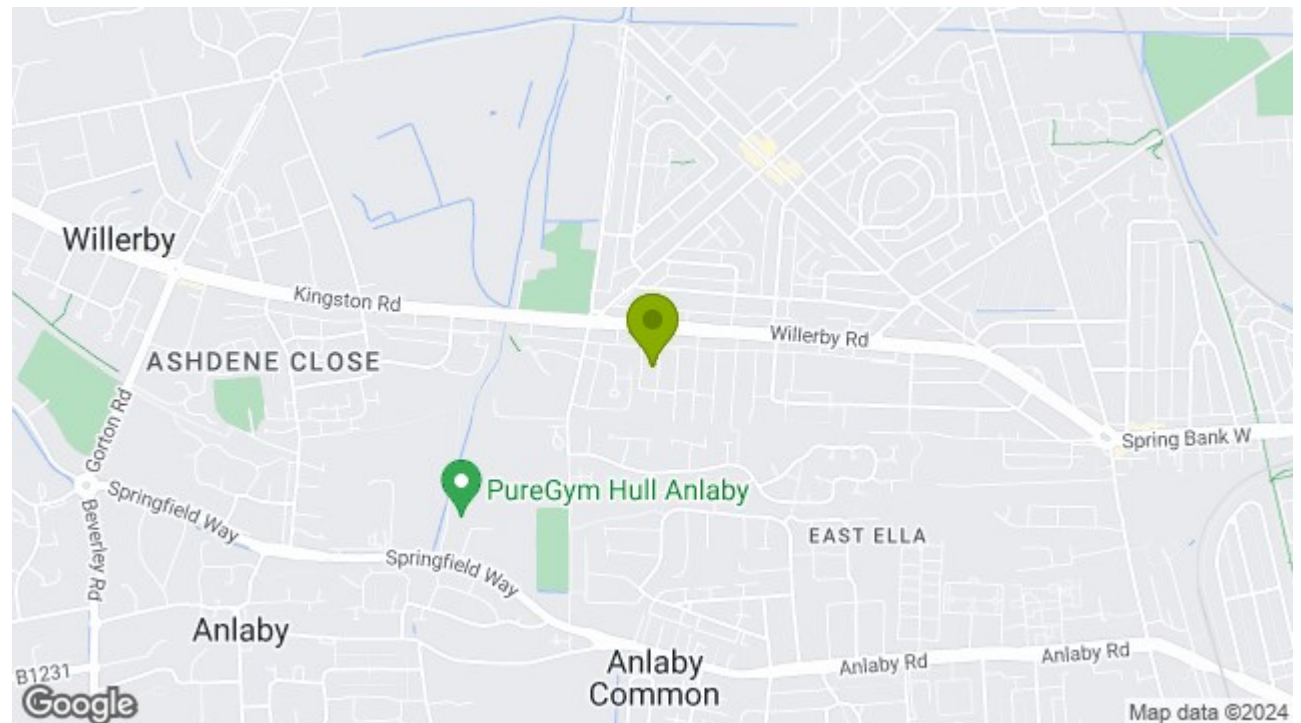 Willerby
Kingston Rd
Willerby Rd
ASHDENE CLOSE
Gorton Rd
Spring Bank W
Springfield Way
PureGym Hull Anlaby
Beverley Rd
EAST ELLA
Springfield Way
Anlaby
Anlaby
Common
Anlaby Rd
Anlaby Rd
B1231
Google
Map data ©2024